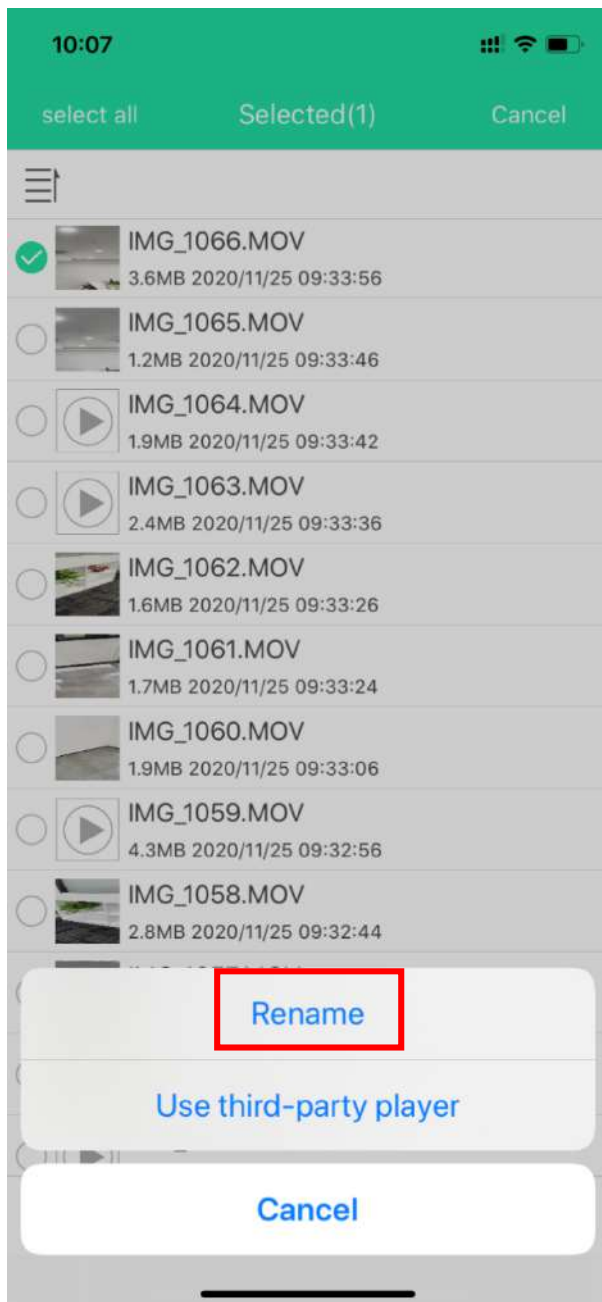 10:07
select all Selected(1) Cancel
IMG_1066.MOV
3.6MB 2020/11/25 09:33:56
IMG_1065.MOV
1.2MB 2020/11/25 09:33:46
IMG_1064.MOV
1.9MB 2020/11/25 09:33:42
IMG_1063.MOV
2.4MB 2020/11/25 09:33:36
IMG_1062.MOV
1.6MB 2020/11/25 09:33:26
IMG_1061.MOV
1.7MB 2020/11/25 09:33:24
IMG_1060.MOV
1.9MB 2020/11/25 09:33:06
IMG_1059.MOV
4.3MB 2020/11/25 09:32:56
IMG_1058.MOV
2.8MB 2020/11/25 09:32:44
Rename
Use third-party player
Cancel